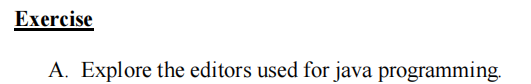 Exercise
A. Explore the editors used for java programming.